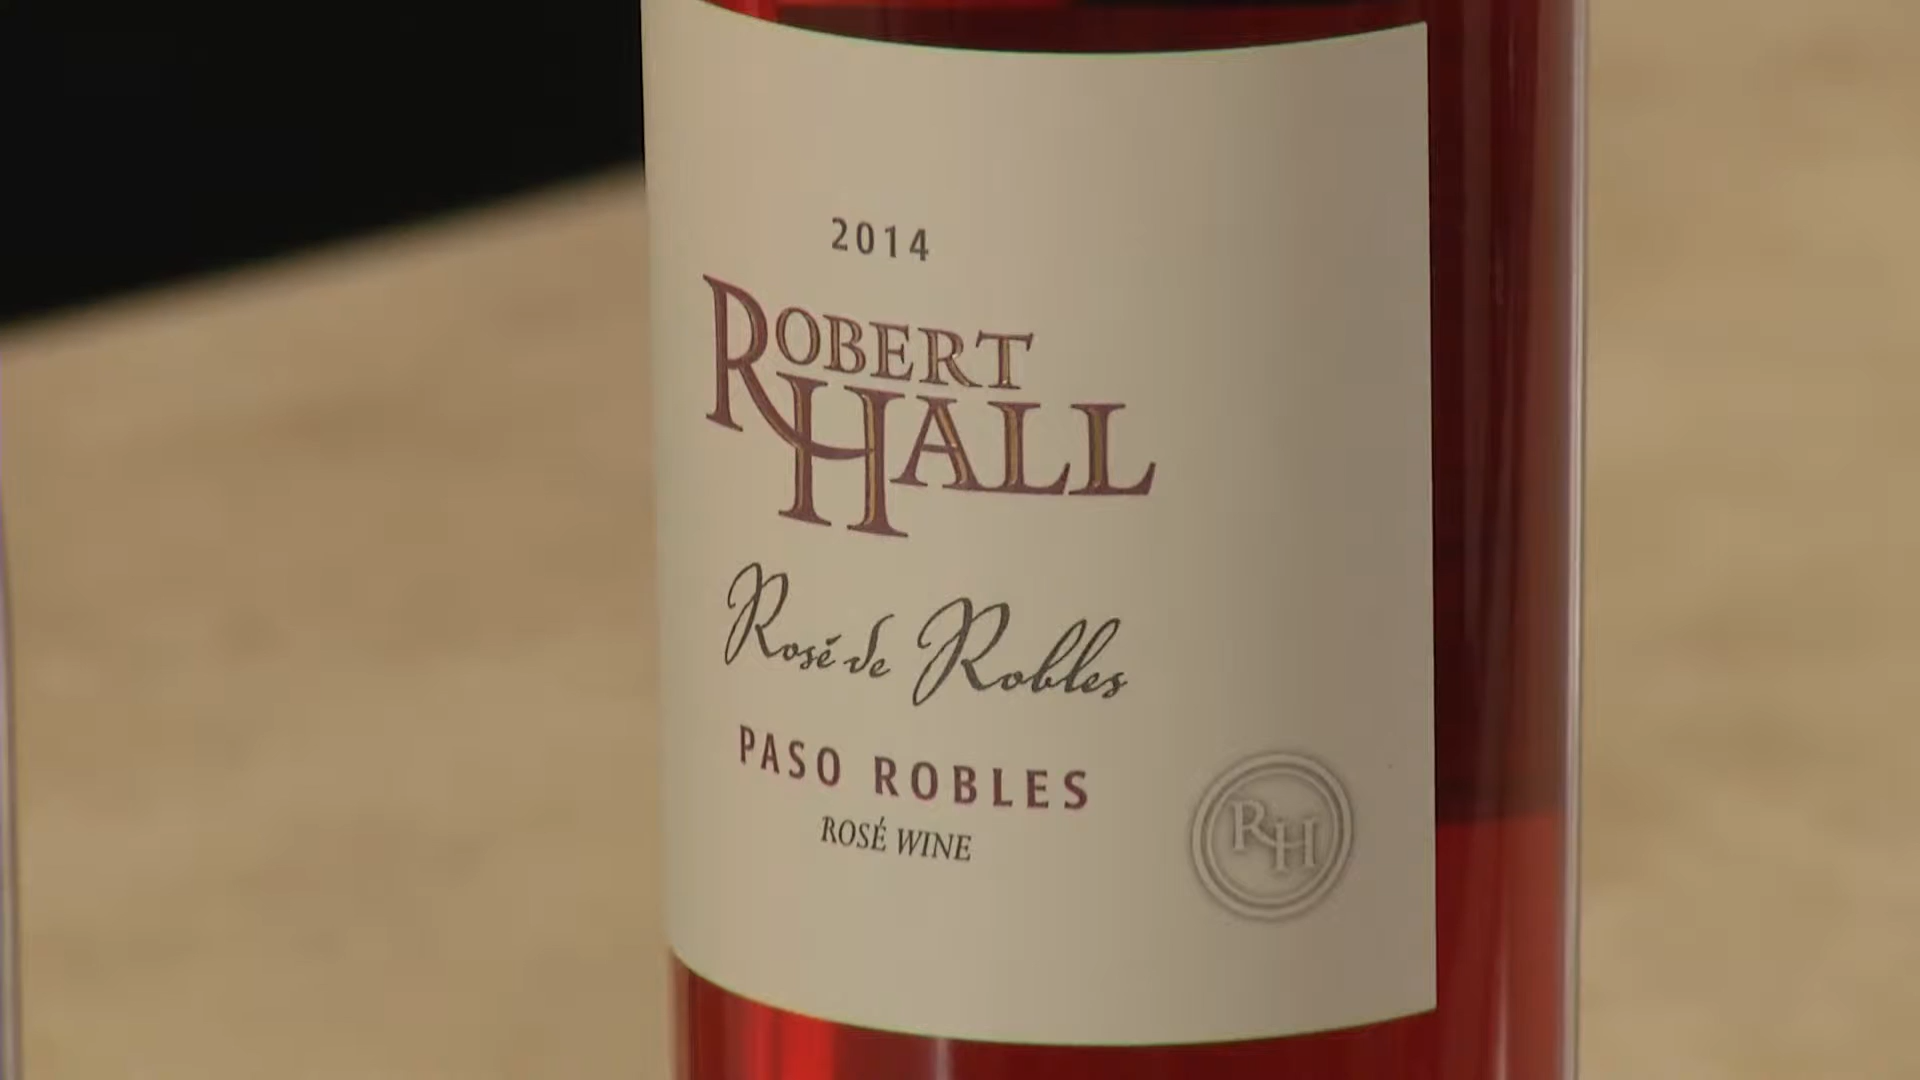 2014
ROBERT
HALL
Rosé de Robles
PASO ROBLES
ROSÉ WINE
RH